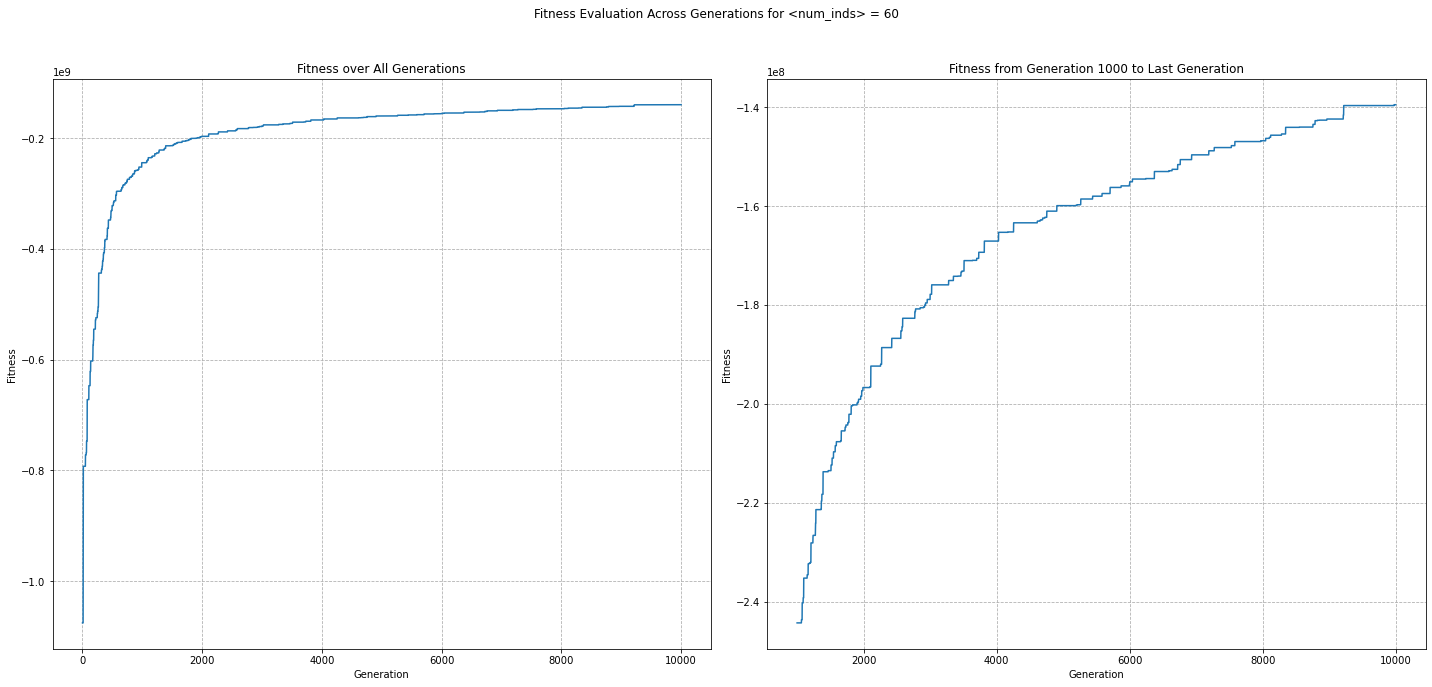 Fitness Evaluation Across Generations for <num_inds> = 60
Fitness over All Generations
1e9
−0.2
−0.4
−0.6
−0.8
−1.0
Fitness
0 2000 4000 6000 8000 10000
Generation
Fitness from Generation 1000 to Last Generation
1e8
−1.4
−1.6
−1.8
−2.0
−2.2
−2.4
Fitness
2000 4000 6000 8000 10000
Generation